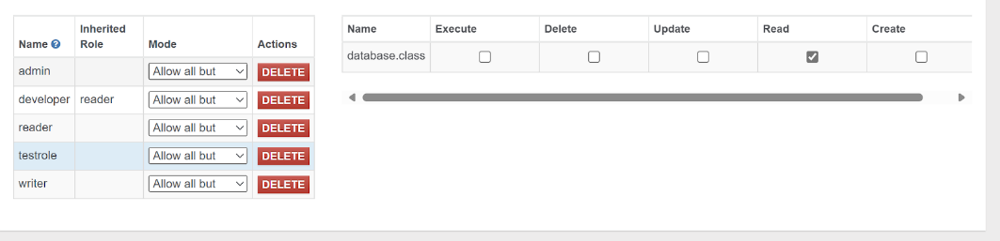 Name Inherited Role Mode Actions
admin Allow all but DELETE
developer reader Allow all but DELETE
reader Allow all but DELETE
testrole Allow all but DELETE
writer Allow all but DELETE
Name Execute Delete Update Read Create
database.class